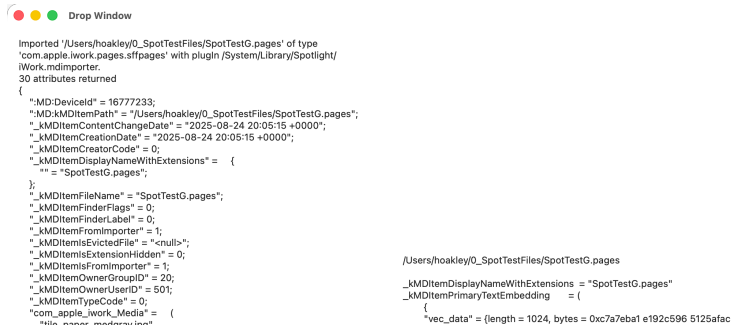 Drop Window
Imported '/Users/hoakley/0_SpotTestFiles/SpotTestG.pages' of type
'com.apple.iwork.pages.sffpages' with plugIn /System/Library/Spotlight/
iWork.mdimporter.
30 attributes returned
{
":MD:DeviceId" = 16777233;
":MD:kMDItemPath" = "/Users/hoakley/0_SpotTestFiles/SpotTestG.pages";
"_kMDItemContentChangeDate" = "2025-08-24 20:05:15 +0000";
"_kMDItemCreationDate" = "2025-08-24 20:05:15 +0000";
"_kMDItemCreatorCode" = 0;
"_kMDItemDisplayNameWithExtensions" = {
"" = "SpotTestG.pages";
};
"_kMDItemFileName" = "SpotTestG.pages";
"_kMDItemFinderFlags" = 0;
"_kMDItemFinderLabel" = 0;
"_kMDItemFromImporter" = 1;
"_kMDItemIsEvictedFile" = "<null>";
"_kMDItemIsExtensionHidden" = 0;
"_kMDItemIsFromImporter" = 1;
"_kMDItemOwnerGroupID" = 20;
"_kMDItemOwnerUserID" = 501;
"_kMDItemTypeCode" = 0;
"com_apple_iwork_Media" = (
"tile_paper_medgray.jpg"
/Users/hoakley/0_SpotTestFiles/SpotTestG.pages
_kMDItemDisplayNameWithExtensions = "SpotTestG.pages"
_kMDItemPrimaryTextEmbedding = (
{
"vec_data" = {length = 1024, bytes = 0xc7a7eba1 e192c596 5125afac